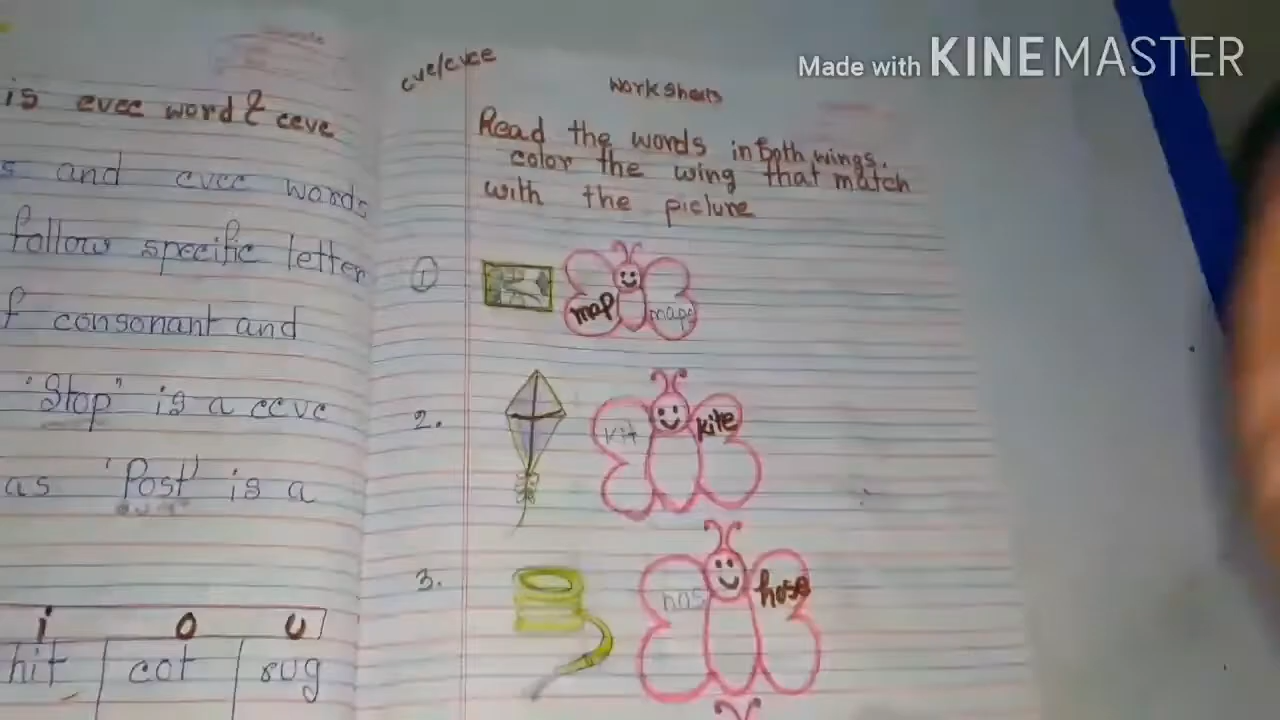 Made with KINEMASTER
is cvcc word & ccvc
s and cvcc words
follow specific letter
f consonant and
"Stop" is a ccvc
as 'Post' is a
i o u
hit cot rug
cvc/cvce
Worksheets
Read the words in both wings.
color the wing that match
with the picture
1
map mape
2.
kit kite
3.
hos hose